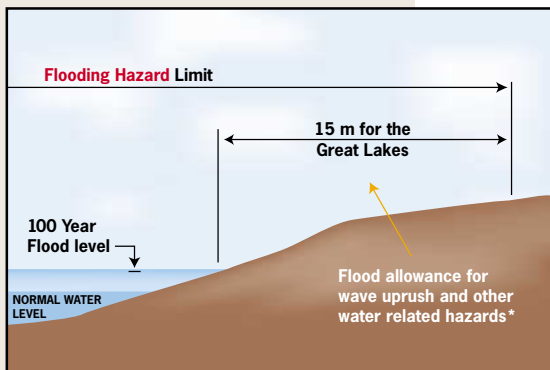 Flooding Hazard Limit
15 m for the
Great Lakes
100 Year
Flood level
NORMAL WATER
LEVEL
Flood allowance for
wave uprush and other
water related hazards*